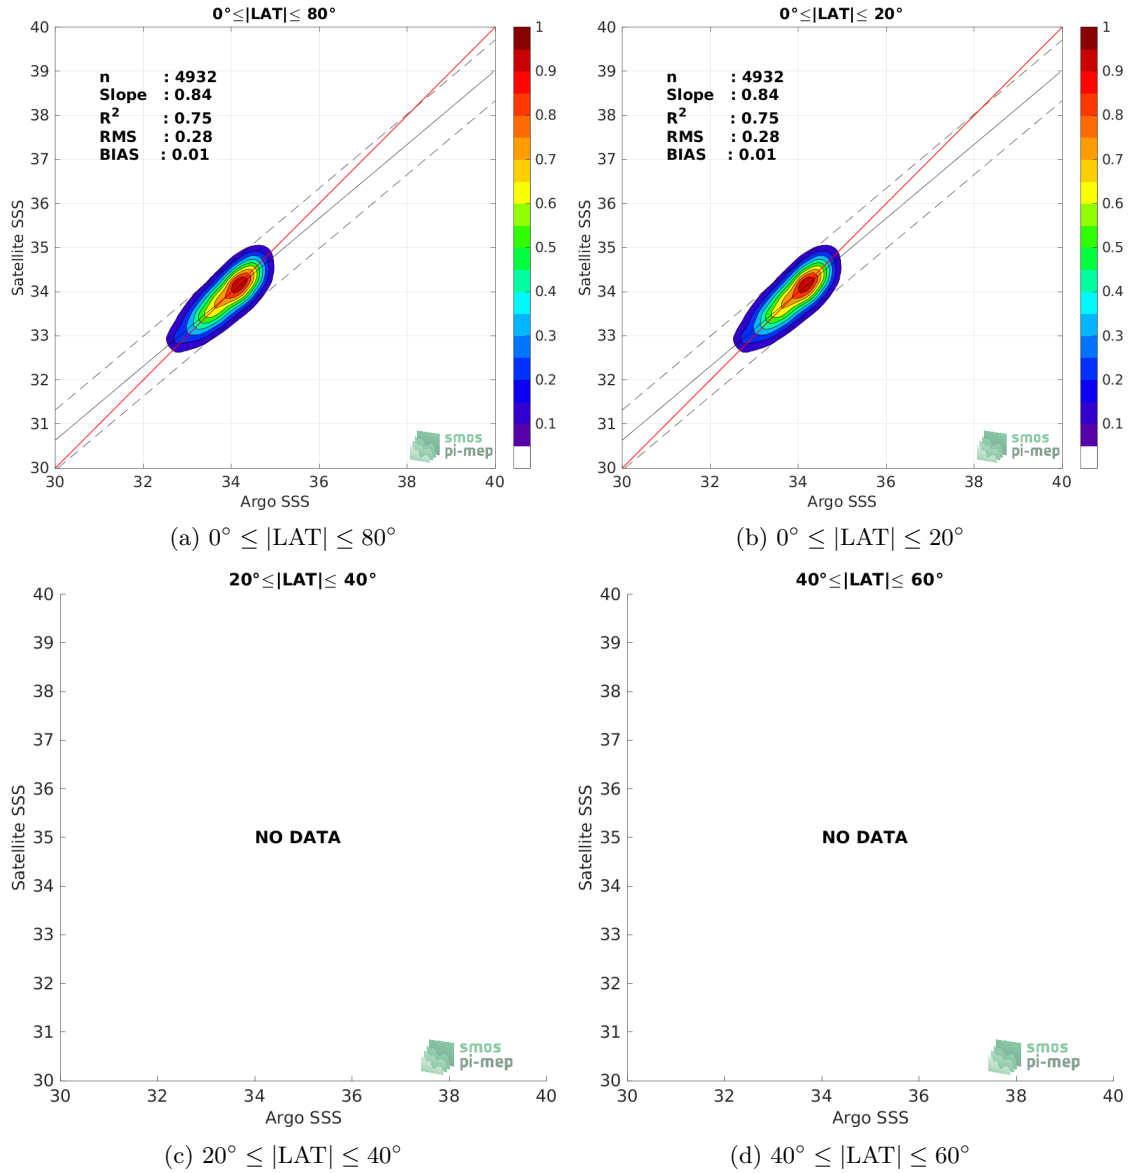 0°≤|LAT|≤ 80°
40
39
38
37
36
35
34
33
32
31
30
Satellite SSS
n : 4932
Slope : 0.84
R² : 0.75
RMS : 0.28
BIAS : 0.01
smos
pi-mep
30 32 34 36 38 40
Argo SSS
1
0.9
0.8
0.7
0.6
0.5
0.4
0.3
0.2
0.1
(a) 0° ≤ |LAT| ≤ 80°
0°≤|LAT|≤ 20°
40
39
38
37
36
35
34
33
32
31
30
Satellite SSS
n : 4932
Slope : 0.84
R² : 0.75
RMS : 0.28
BIAS : 0.01
smos
pi-mep
30 32 34 36 38 40
Argo SSS
1
0.9
0.8
0.7
0.6
0.5
0.4
0.3
0.2
0.1
(b) 0° ≤ |LAT| ≤ 20°
20°≤|LAT|≤ 40°
40
39
38
37
36
35
34
33
32
31
30
Satellite SSS
NO DATA
smos
pi-mep
30 32 34 36 38 40
Argo SSS
(c) 20° ≤ |LAT| ≤ 40°
40°≤|LAT|≤ 60°
40
39
38
37
36
35
34
33
32
31
30
Satellite SSS
NO DATA
smos
pi-mep
30 32 34 36 38 40
Argo SSS
(d) 40° ≤ |LAT| ≤ 60°